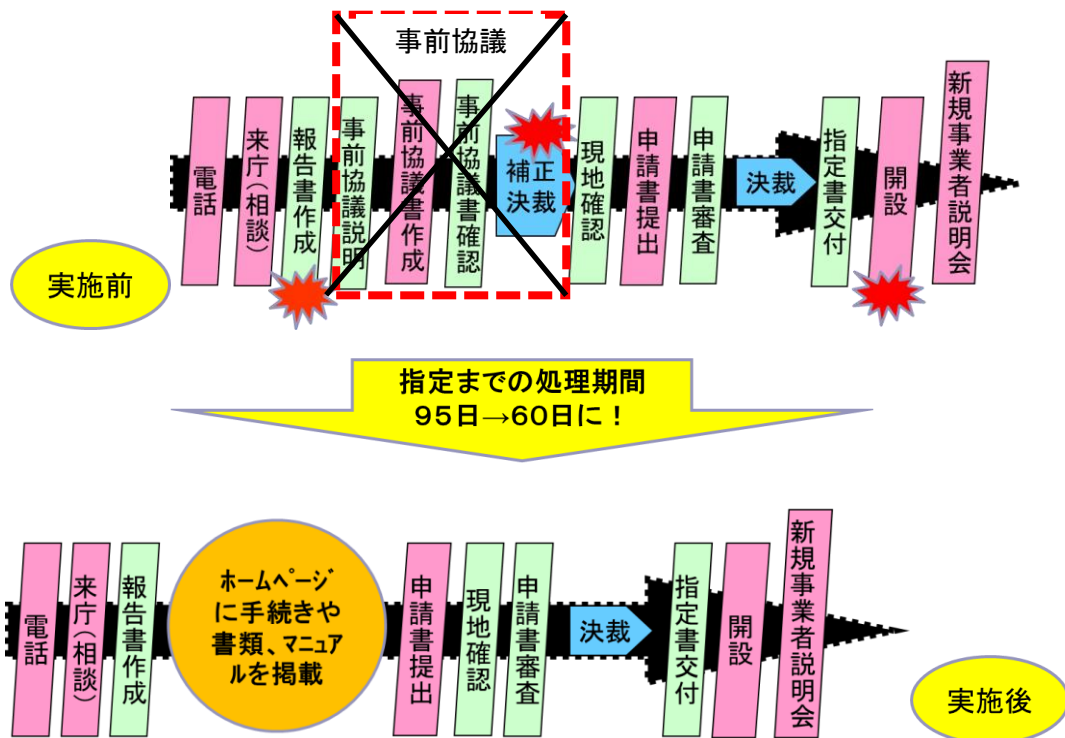 事前協議
電話
来庁(相談)
報告書作成
事前協議説明
事前協議書作成
事前協議書確認
補正
決裁
現地確認
申請書提出
申請書審査
決裁
指定書交付
開設
新規事業者説明会
実施前
指定までの処理期間
95日→60日に!
電話
来庁(相談)
報告書作成
ホームページ
に手続きや
書類、マニュア
ルを掲載
申請書提出
現地確認
申請書審査
決裁
指定書交付
開設
新規事業者説明会
実施後